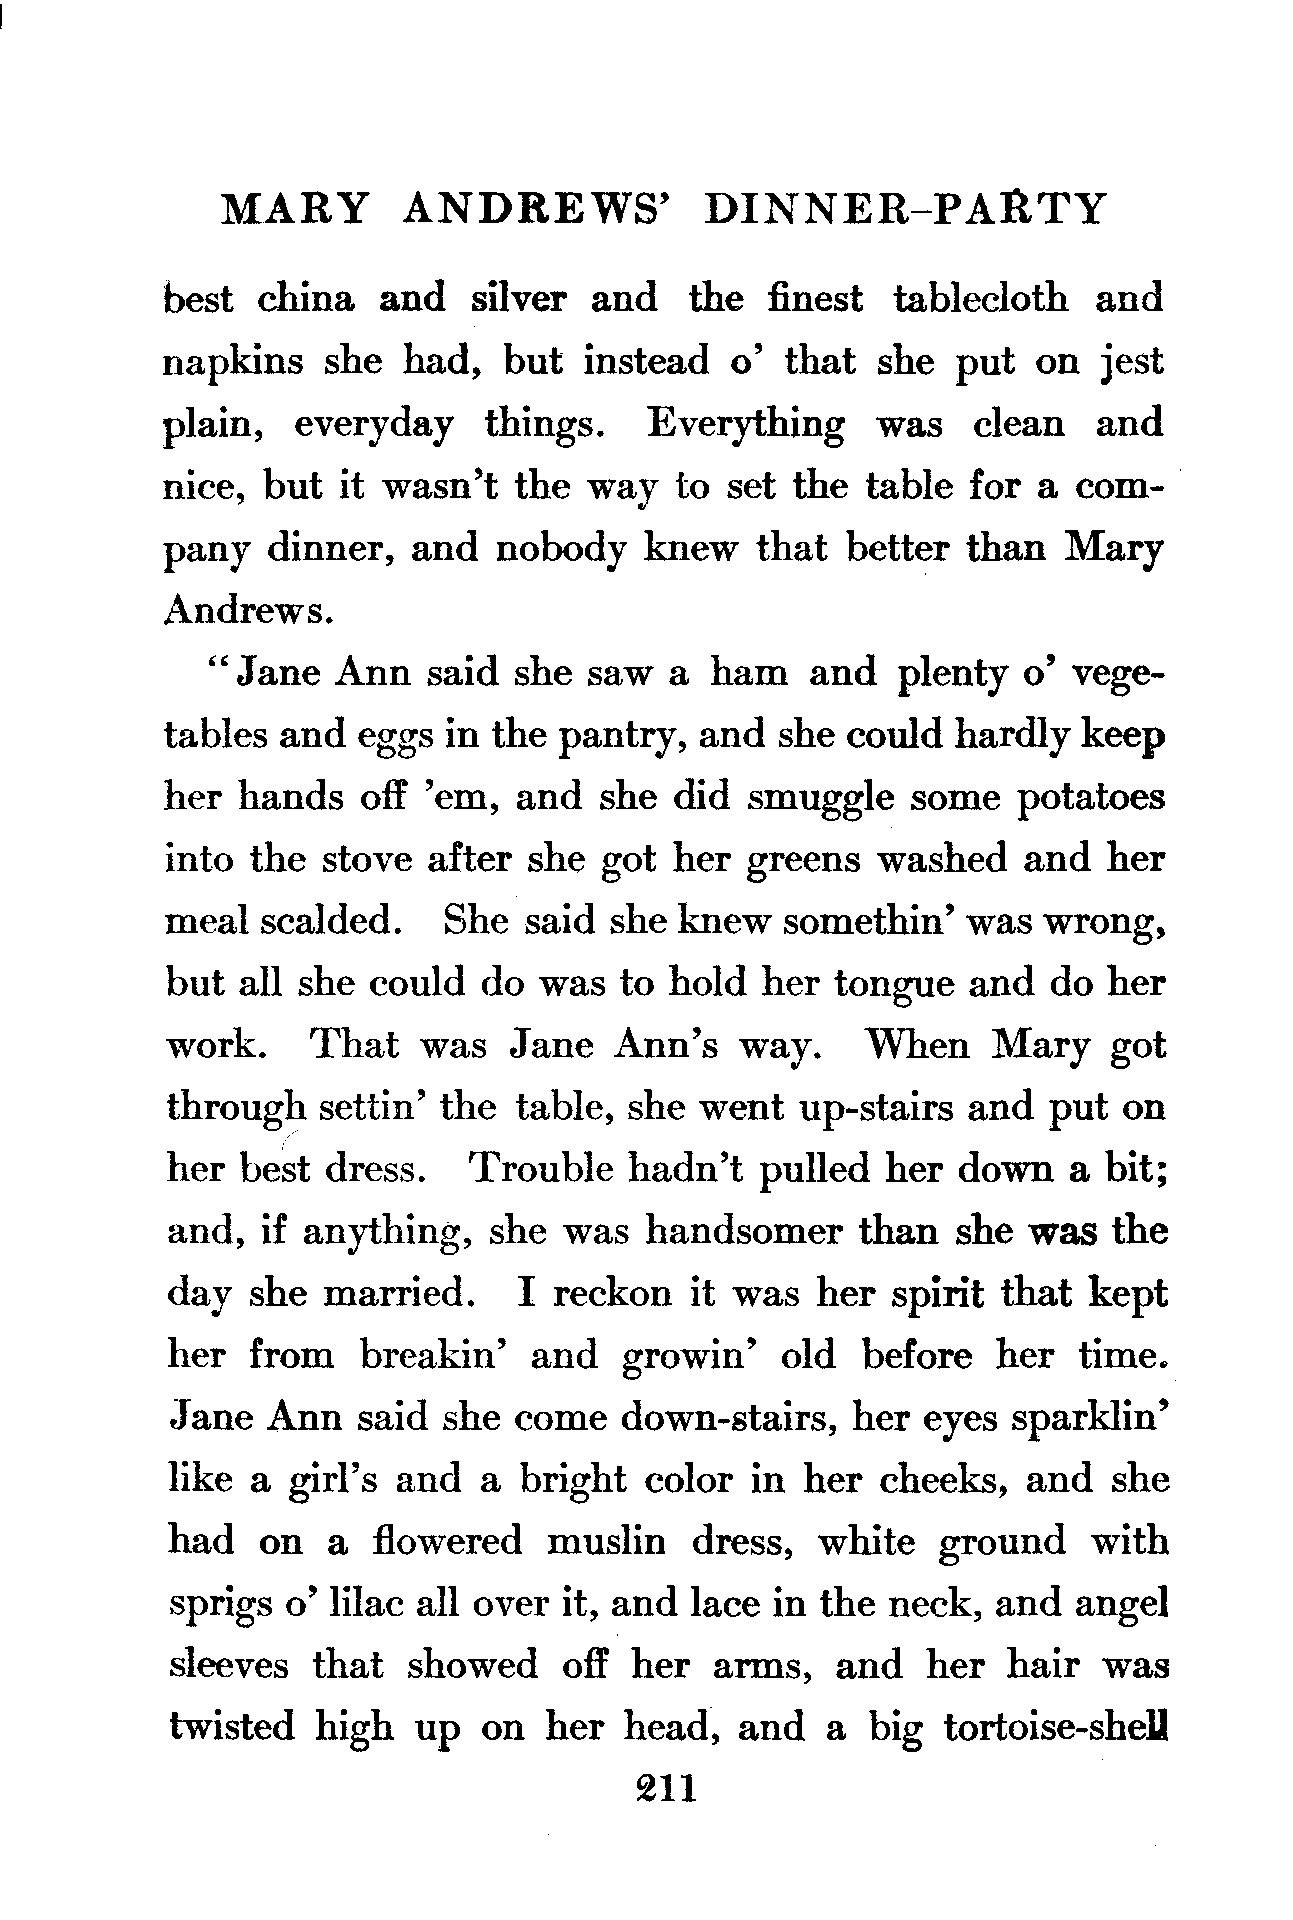 MARY ANDREWS' DINNER-PARTY
best china and silver and the finest tablecloth and
napkins she had, but instead o' that she put on jest
plain, everyday things. Everything was clean and
nice, but it wasn't the way to set the table for a com-
pany dinner, and nobody knew that better than Mary
Andrews.
"Jane Ann said she saw a ham and plenty o' vege-
tables and eggs in the pantry, and she could hardly keep
her hands off 'em, and she did smuggle some potatoes
into the stove after she got her greens washed and her
meal scalded. She said she knew somethin' was wrong,
but all she could do was to hold her tongue and do her
work. That was Jane Ann's way. When Mary got
through settin' the table, she went up-stairs and put on
her best dress. Trouble hadn't pulled her down a bit;
and, if anything, she was handsomer than she was the
day she married. I reckon it was her spirit that kept
her from breakin' and growin' old before her time.
Jane Ann said she come down-stairs, her eyes sparklin'
like a girl's and a bright color in her cheeks, and she
had on a flowered muslin dress, white ground with
sprigs o' lilac all over it, and lace in the neck, and angel
sleeves that showed off her arms, and her hair was
twisted high up on her head, and a big tortoise-shell
211